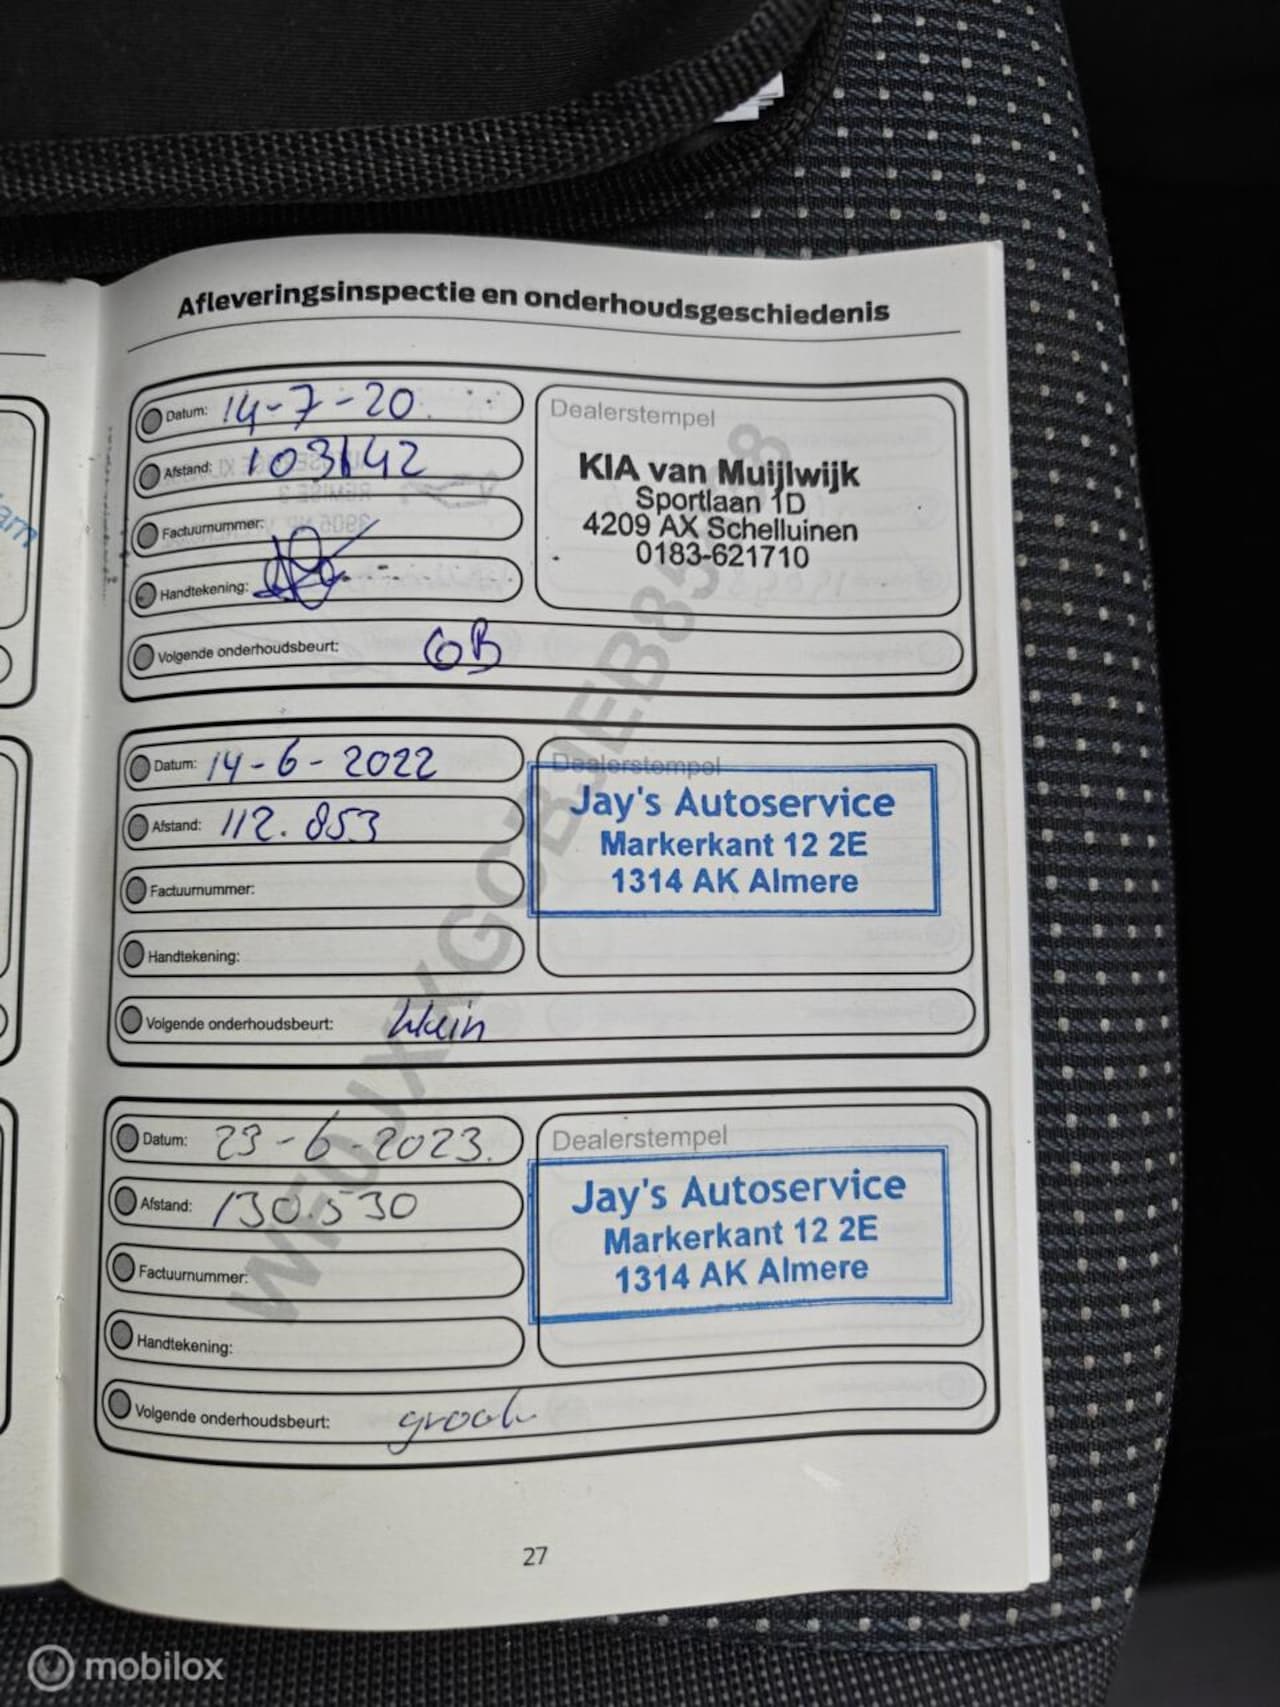 Afleveringsinspectie en onderhoudsgeschiedenis
Datum: 14-7-20
Afstand: 103142
Factuurnummer:
Handtekening:
Volgende onderhoudsbeurt: GB
Dealerstempel
KIA van Muijlwijk
Sportlaan 1D
4209 AX Schelluinen
0183-621710
Datum: 14-6-2022
Afstand: 112.853
Factuurnummer:
Handtekening:
Volgende onderhoudsbeurt: klein
Dealerstempel
Jay's Autoservice
Markerkant 12 2E
1314 AK Almere
Datum: 23-6-2023.
Afstand: 130.530
Factuurnummer:
Handtekening:
Volgende onderhoudsbeurt: groot
Dealerstempel
Jay's Autoservice
Markerkant 12 2E
1314 AK Almere
27
mobilox